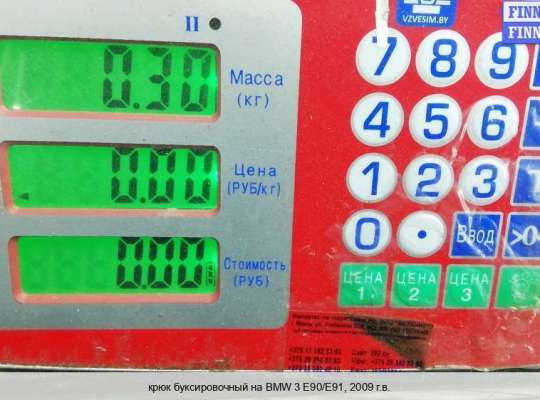 VZVESIM.BY
FINN
FINN
II
0.30
Масса
(кг)
7 8 9
4 5 6
0.00
Цена
(РУБ/кг)
1 2 3
0 • Ввод >0
0.00
Стоимость
(РУБ)
ЦЕНА 1 ЦЕНА 2 ЦЕНА 3
крюк буксировочный на BMW 3 E90/E91, 2009 г.в.